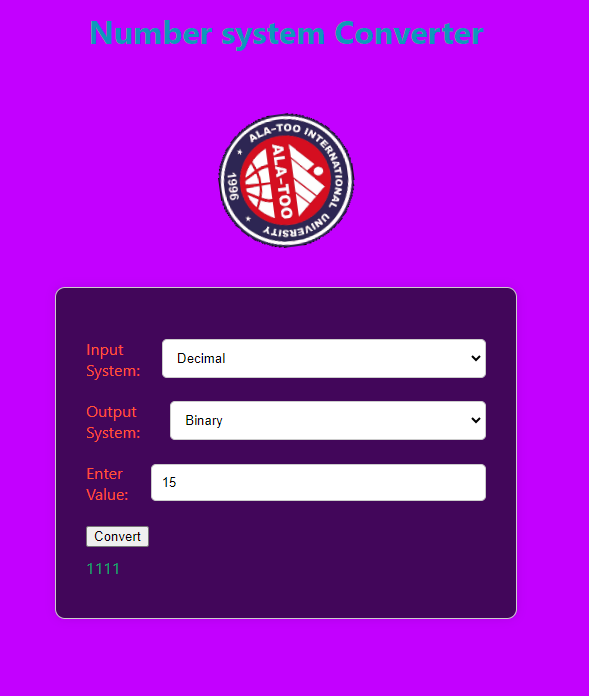 Number system Converter
ALA-TOO INTERNATIONAL UNIVERSITY
1996
ALA-TOO
Input
System:
Decimal
Output
System:
Binary
Enter
Value:
15
Convert
1111